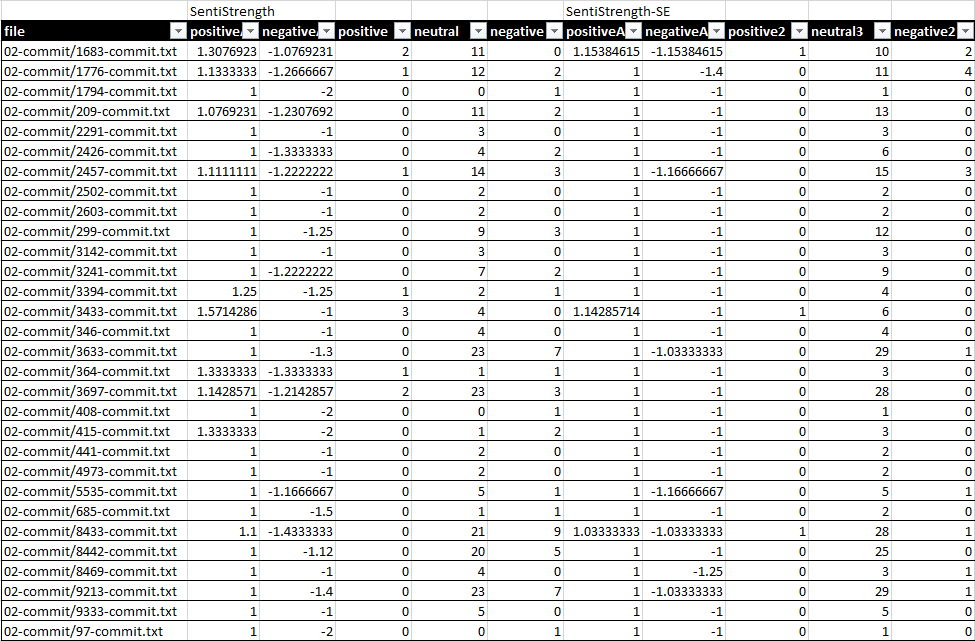 SentiStrength SentiStrength-SE
file positiveA negativeA positive neutral negative positiveA negativeA positive2 neutral3 negative2
02-commit/1683-commit.txt 1.3076923 -1.0769231 2 11 0 1.15384615 -1.15384615 1 10 2
02-commit/1776-commit.txt 1.1333333 -1.2666667 1 12 2 1 -1.4 0 11 4
02-commit/1794-commit.txt 1 -2 0 0 1 1 -1 0 1 0
02-commit/209-commit.txt 1.0769231 -1.2307692 0 11 2 1 -1 0 13 0
02-commit/2291-commit.txt 1 -1 0 3 0 1 -1 0 3 0
02-commit/2426-commit.txt 1 -1.3333333 0 4 2 1 -1 0 6 0
02-commit/2457-commit.txt 1.1111111 -1.2222222 1 14 3 1 -1.16666667 0 15 3
02-commit/2502-commit.txt 1 -1 0 2 0 1 -1 0 2 0
02-commit/2603-commit.txt 1 -1 0 2 0 1 -1 0 2 0
02-commit/299-commit.txt 1 -1.25 0 9 3 1 -1 0 12 0
02-commit/3142-commit.txt 1 -1 0 3 0 1 -1 0 3 0
02-commit/3241-commit.txt 1 -1.2222222 0 7 2 1 -1 0 9 0
02-commit/3394-commit.txt 1.25 -1.25 1 2 1 1 -1 0 4 0
02-commit/3433-commit.txt 1.5714286 -1 3 4 0 1.14285714 -1 1 6 0
02-commit/346-commit.txt 1 -1 0 4 0 1 -1 0 4 0
02-commit/3633-commit.txt 1 -1.3 0 23 7 1 -1.03333333 0 29 1
02-commit/364-commit.txt 1.3333333 -1.3333333 1 1 1 1 -1 0 3 0
02-commit/3697-commit.txt 1.1428571 -1.2142857 2 23 3 1 -1 0 28 0
02-commit/408-commit.txt 1 -2 0 0 1 1 -1 0 1 0
02-commit/415-commit.txt 1.3333333 -2 0 1 2 1 -1 0 3 0
02-commit/441-commit.txt 1 -1 0 2 0 1 -1 0 2 0
02-commit/4973-commit.txt 1 -1 0 2 0 1 -1 0 2 0
02-commit/5535-commit.txt 1 -1.1666667 0 5 1 1 -1.16666667 0 5 1
02-commit/685-commit.txt 1 -1.5 0 1 1 1 -1 0 2 0
02-commit/8433-commit.txt 1.1 -1.4333333 0 21 9 1.03333333 -1.03333333 1 28 1
02-commit/8442-commit.txt 1 -1.12 0 20 5 1 -1 0 25 0
02-commit/8469-commit.txt 1 -1 0 4 0 1 -1.25 0 3 1
02-commit/9213-commit.txt 1 -1.4 0 23 7 1 -1.03333333 0 29 1
02-commit/9333-commit.txt 1 -1 0 5 0 1 -1 0 5 0
02-commit/97-commit.txt 1 -2 0 0 1 1 -1 0 1 0